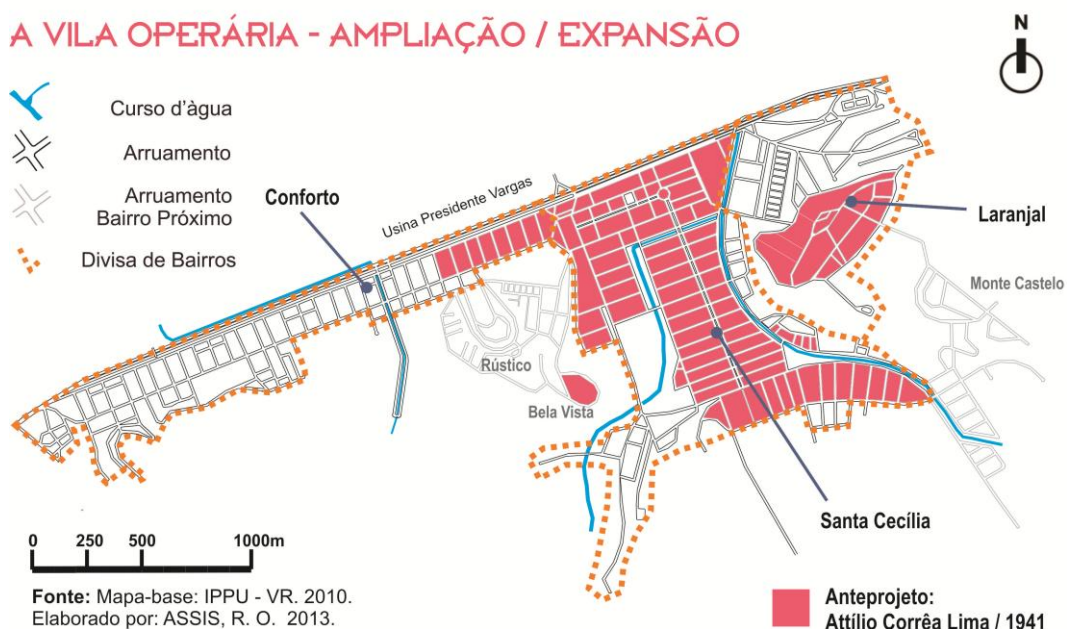 A VILA OPERÁRIA - AMPLIAÇÃO / EXPANSÃO
N
Curso d'àgua
Arruamento
Arruamento
Bairro Próximo
Divisa de Bairros
Conforto
Usina Presidente Vargas
Laranjal
Monte Castelo
Rústico
Bela Vista
Santa Cecília
0 250 500 1000m
Fonte: Mapa-base: IPPU - VR. 2010.
Elaborado por: ASSIS, R. O. 2013.
Anteprojeto:
Attílio Corrêa Lima / 1941